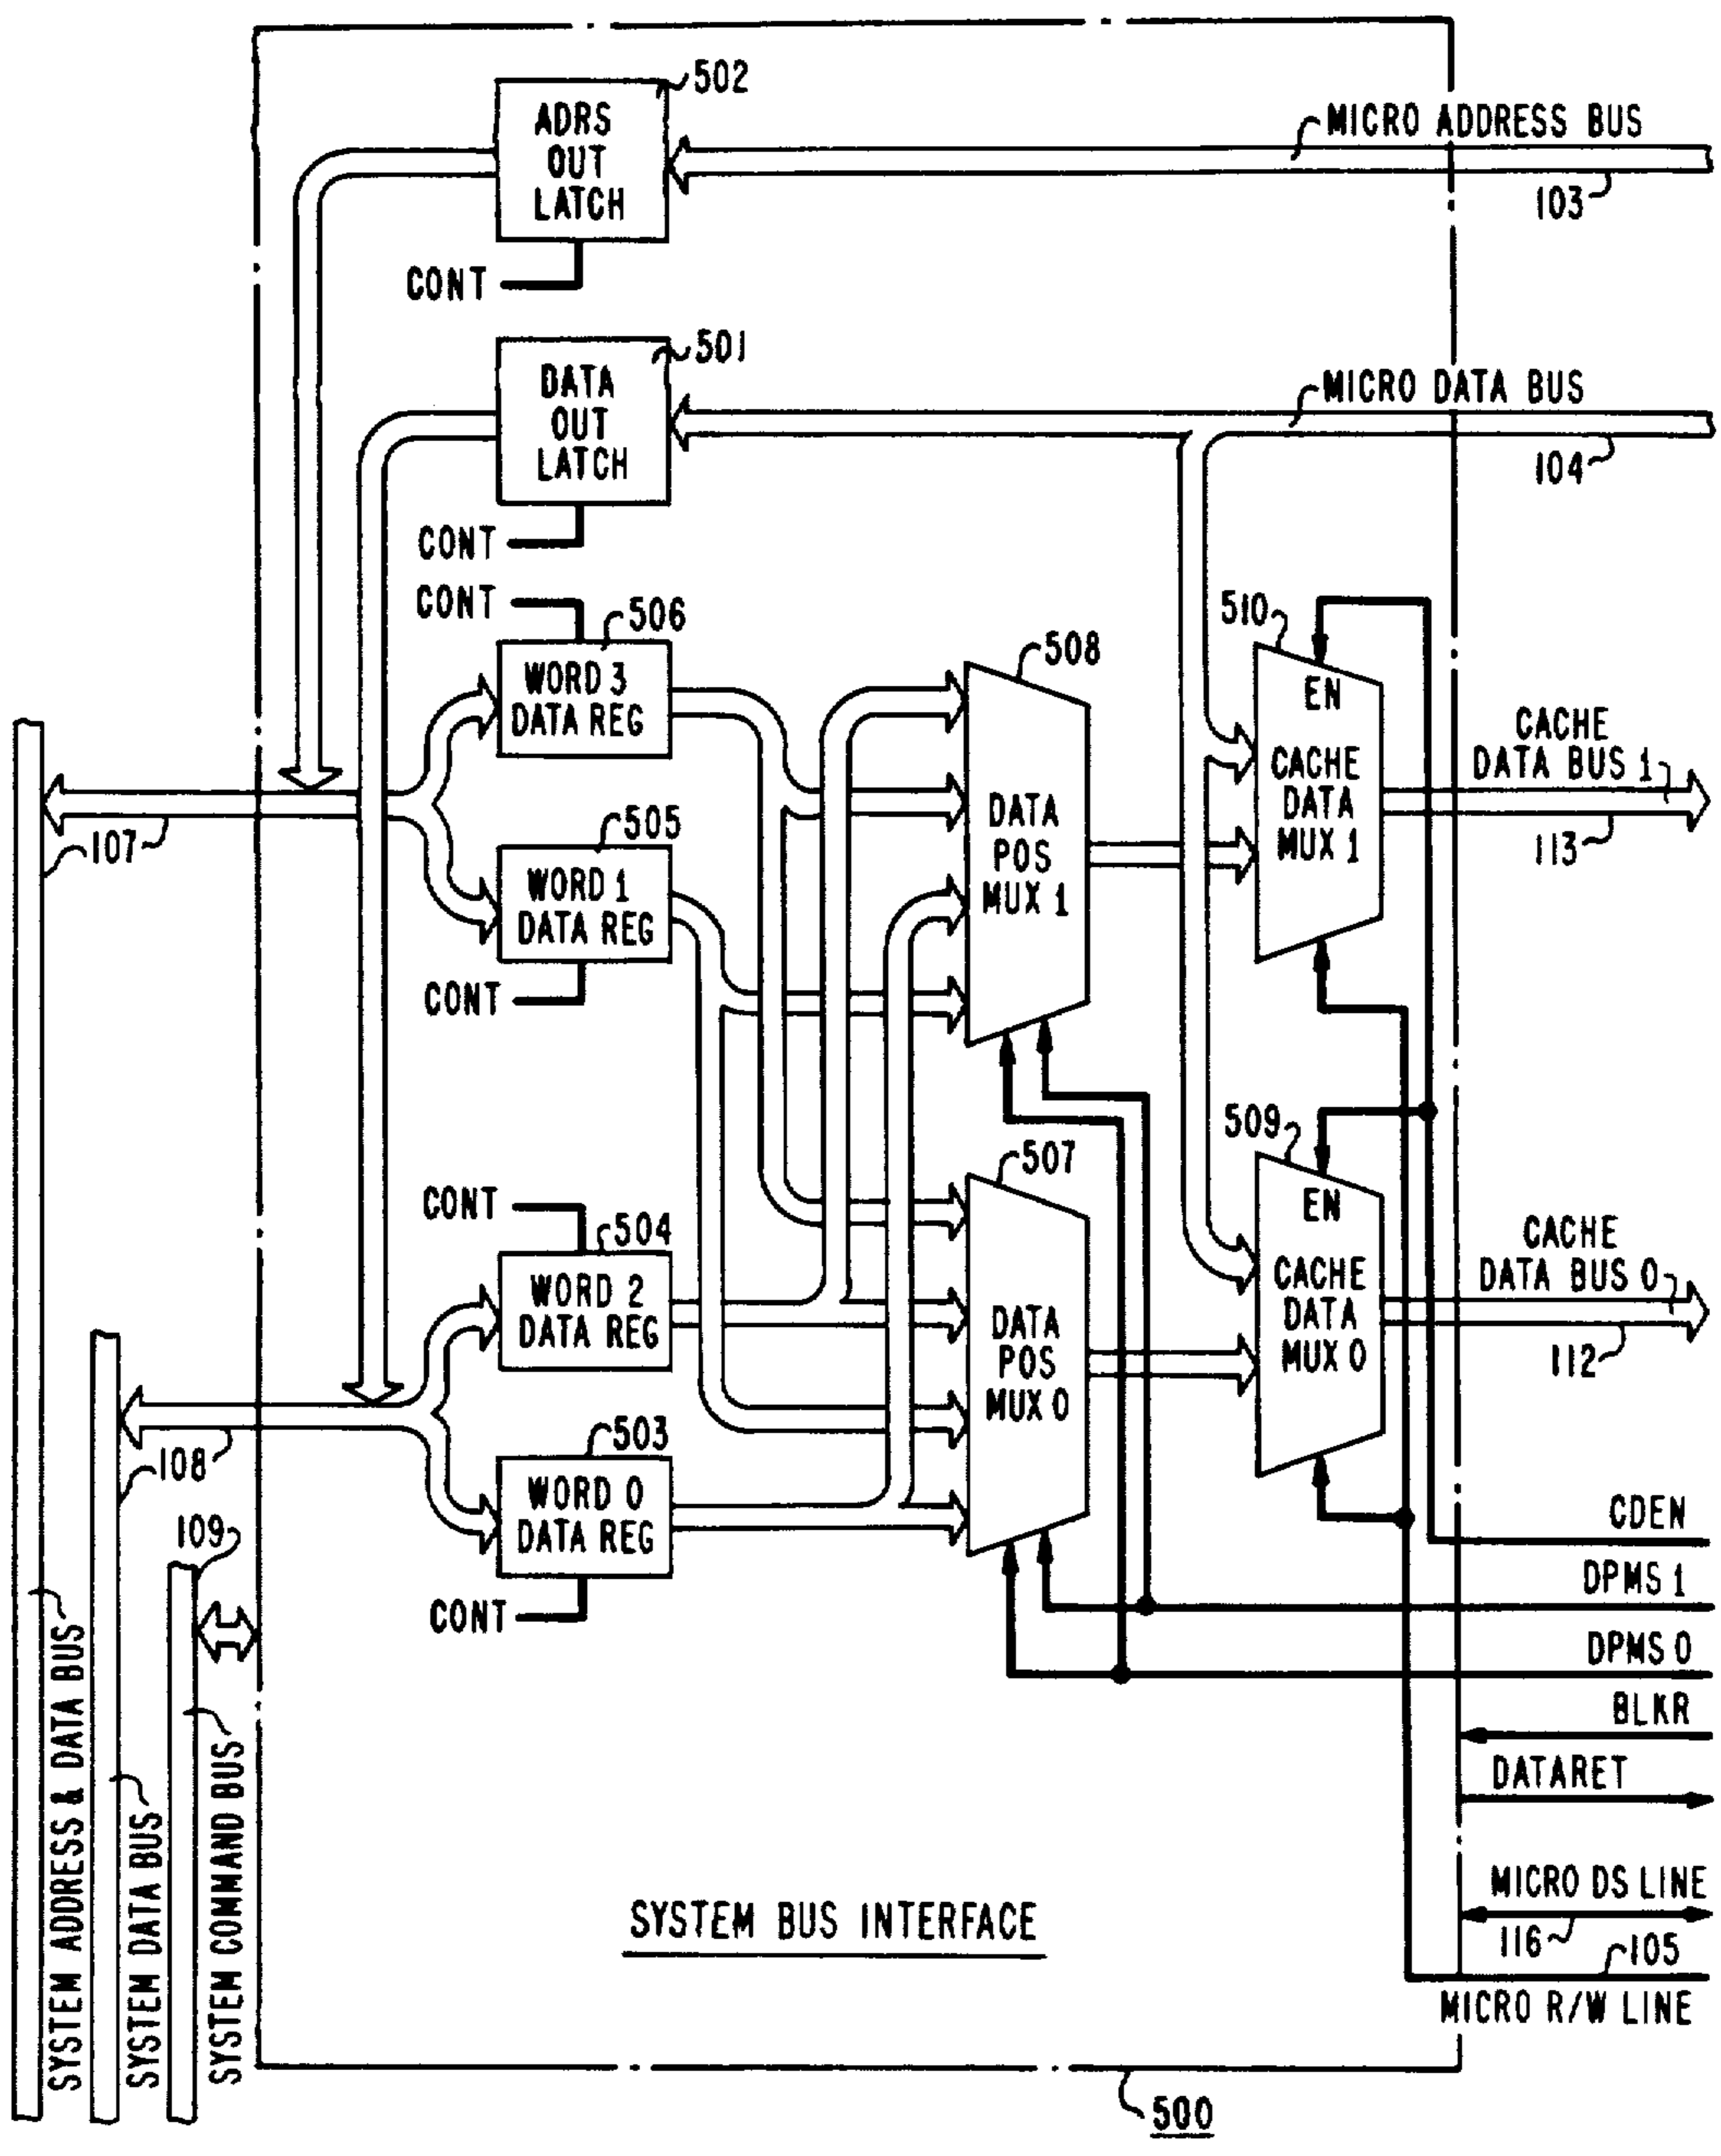 502
ADRS
OUT
LATCH
MICRO ADDRESS BUS
103
CONT
501
DATA
OUT
LATCH
MICRO DATA BUS
104
CONT
CONT
506
WORD 3
DATA REG
508
510
EN
CACHE
DATA
MUX 1
CACHE
DATA BUS 1
113
107
505
WORD 1
DATA REG
DATA
POS
MUX 1
CONT
509
507
CONT
504
WORD 2
DATA REG
EN
CACHE
DATA
MUX 0
CACHE
DATA BUS 0
112
DATA
POS
MUX 0
108
503
WORD 0
DATA REG
109
CONT
CDEN
DPMS 1
DPMS 0
BLKR
DATARET
MICRO DS LINE
116
105
MICRO R/W LINE
SYSTEM ADDRESS & DATA BUS
SYSTEM DATA BUS
SYSTEM COMMAND BUS
SYSTEM BUS INTERFACE
500